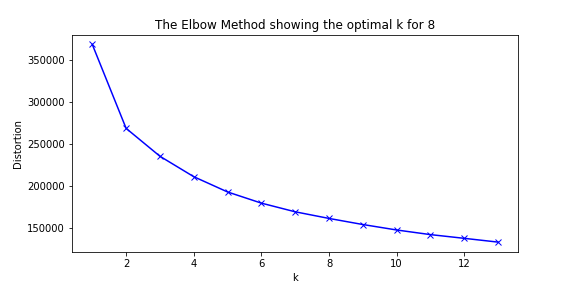 The Elbow Method showing the optimal k for 8
350000
300000
250000
200000
150000
Distortion
2 4 6 8 10 12
k